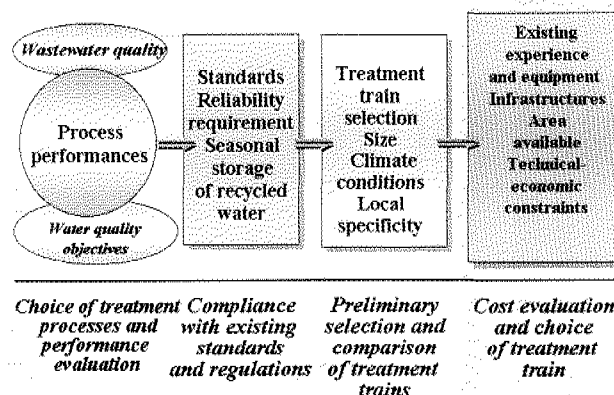 Wastewater quality
Process
performances
Water quality
objectives
Standards
Reliability
requirement
Seasonal
storage
of recycled
water
Treatment
train
selection
Size
Climate
conditions
Local
specificity
Existing
experience
and equipment
Infrastructures
Area
available
Technical-
economic
constraints
Choice of treatment
processes and
performance
evaluation
Compliance
with existing
standards
and regulations
Preliminary
selection and
comparison
of treatment
trains
Cost evaluation
and choice
of treatment
train